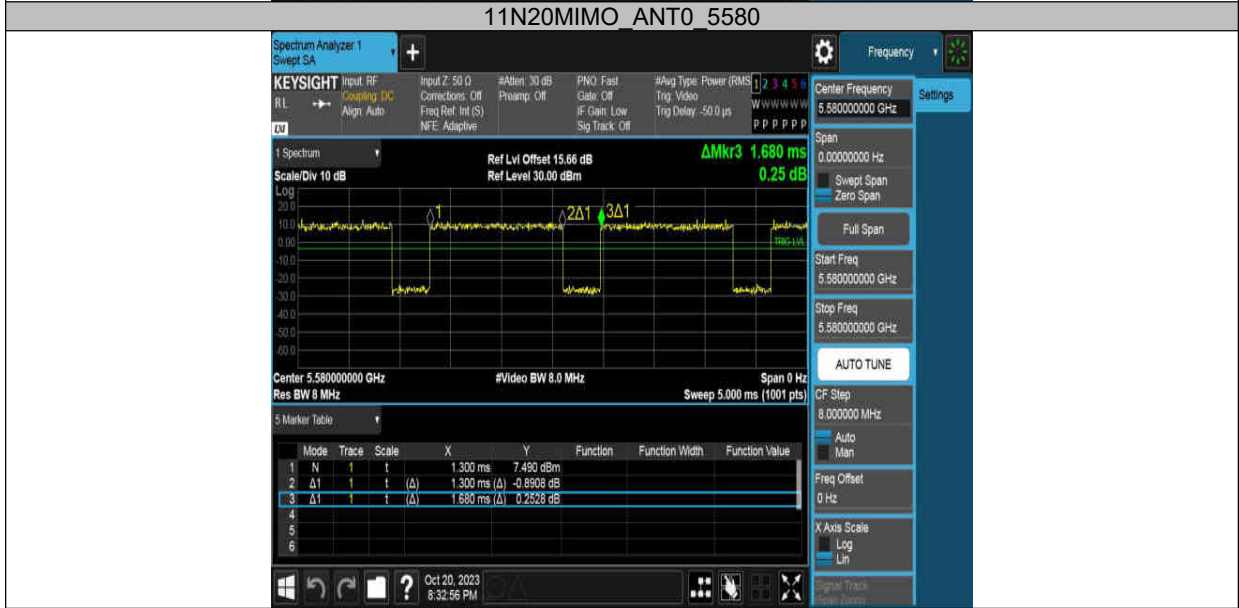 11N20MIMO_ANT0_5580
Spectrum Analyzer 1
Swept SA
+
Frequency
KEYSIGHT
RL
LXI
Input: RF
Coupling: DC
Align: Auto
Input Z: 50 Ω
Corrections: Off
Freq Ref: Int (S)
NFE: Adaptive
#Atten: 30 dB
Preamp: Off
PNO: Fast
Gate: Off
IF Gain: Low
Sig Track: Off
#Avg Type: Power (RMS
Trig: Video
Trig Delay: -50.0 µs
1 2 3 4 5 6
W W W W W W
P P P P P P
Center Frequency
5.580000000 GHz
Settings
1 Spectrum
Scale/Div 10 dB
Ref Lvl Offset 15.66 dB
Ref Level 30.00 dBm
ΔMkr3 1.680 ms
0.25 dB
Log
20.0
10.0
0.00
-10.0
-20.0
-30.0
-40.0
-50.0
-60.0
1
2Δ1
3Δ1
TRIG LVL
Center 5.580000000 GHz
Res BW 8 MHz
#Video BW 8.0 MHz
Span 0 Hz
Sweep 5.000 ms (1001 pts)
Span
0.00000000 Hz
Swept Span
Zero Span
Full Span
Start Freq
5.580000000 GHz
Stop Freq
5.580000000 GHz
AUTO TUNE
CF Step
8.000000 MHz
Auto
Man
Freq Offset
0 Hz
X Axis Scale
Log
Lin
Signal Track
(Span Zoom)
5 Marker Table
Mode Trace Scale X Y Function Function Width Function Value
1 N 1 t 1.300 ms 7.490 dBm
2 Δ1 1 t (Δ) 1.300 ms (Δ) -0.8908 dB
3 Δ1 1 t (Δ) 1.680 ms (Δ) 0.2528 dB
4
5
6
?
Oct 20, 2023
8:32:56 PM